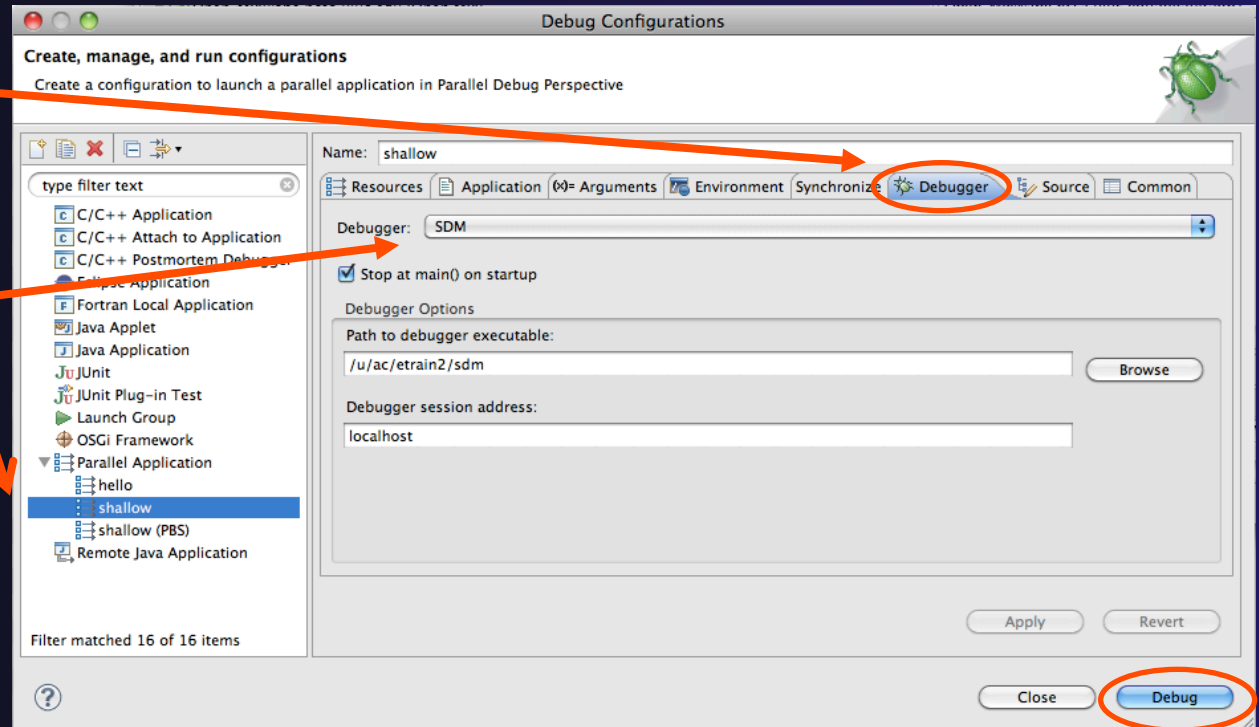 Debug Configurations
Create, manage, and run configurations
Create a configuration to launch a parallel application in Parallel Debug Perspective
type filter text
C/C++ Application
C/C++ Attach to Application
C/C++ Postmortem Debugger
Eclipse Application
Fortran Local Application
Java Applet
Java Application
JUnit
JUnit Plug-in Test
Launch Group
OSGi Framework
Parallel Application
hello
shallow
shallow (PBS)
Remote Java Application
Filter matched 16 of 16 items
Name: shallow
Resources Application (x)= Arguments Environment Synchronize Debugger Source Common
Debugger: SDM
Stop at main() on startup
Debugger Options
Path to debugger executable:
/u/ac/etrain2/sdm Browse
Debugger session address:
localhost
Apply Revert
? Close Debug